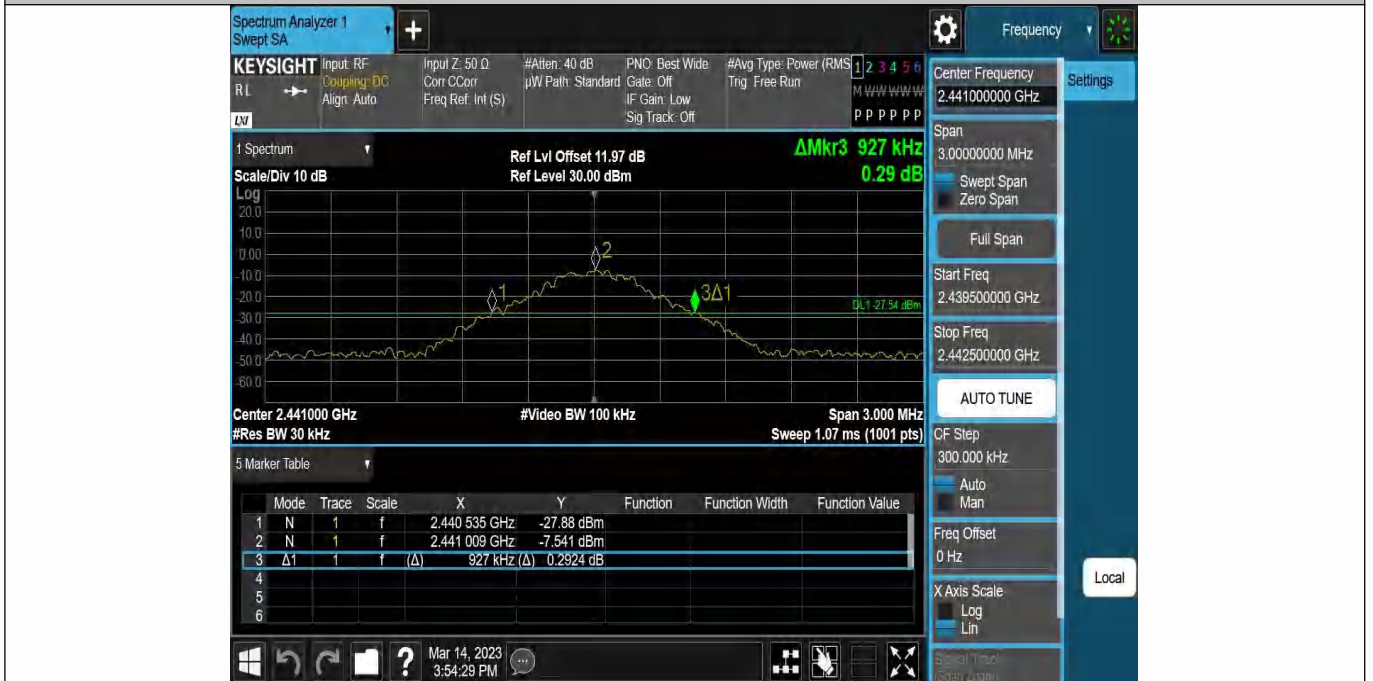 Spectrum Analyzer 1
Swept SA
+
Frequency
KEYSIGHT
RL
LXI
Input: RF
Coupling: DC
Align: Auto
Input Z: 50 Ω
Corr CCorr
Freq Ref: Int (S)
#Atten: 40 dB
µW Path: Standard
PNO: Best Wide
Gate: Off
IF Gain: Low
Sig Track: Off
#Avg Type: Power (RMS
Trig: Free Run
1 2 3 4 5 6
M W W W W W
P P P P P P
1 Spectrum
Scale/Div 10 dB
Ref Lvl Offset 11.97 dB
Ref Level 30.00 dBm
ΔMkr3 927 kHz
0.29 dB
Log
20.0
10.0
0.00
-10.0
-20.0
-30.0
-40.0
-50.0
-60.0
1
2
3Δ1
DL1 -27.54 dBm
Center 2.441000 GHz
#Video BW 100 kHz
Span 3.000 MHz
#Res BW 30 kHz
Sweep 1.07 ms (1001 pts)
5 Marker Table
Mode Trace Scale X Y Function Function Width Function Value
1 N 1 f 2.440 535 GHz -27.88 dBm
2 N 1 f 2.441 009 GHz -7.541 dBm
3 Δ1 1 f (Δ) 927 kHz (Δ) 0.2924 dB
4
5
6
?
Mar 14, 2023
3:54:29 PM
Center Frequency
2.441000000 GHz
Settings
Span
3.00000000 MHz
Swept Span
Zero Span
Full Span
Start Freq
2.439500000 GHz
Stop Freq
2.442500000 GHz
AUTO TUNE
CF Step
300.000 kHz
Auto
Man
Freq Offset
0 Hz
Local
X Axis Scale
Log
Lin
Signal Track
(Span Zoom)